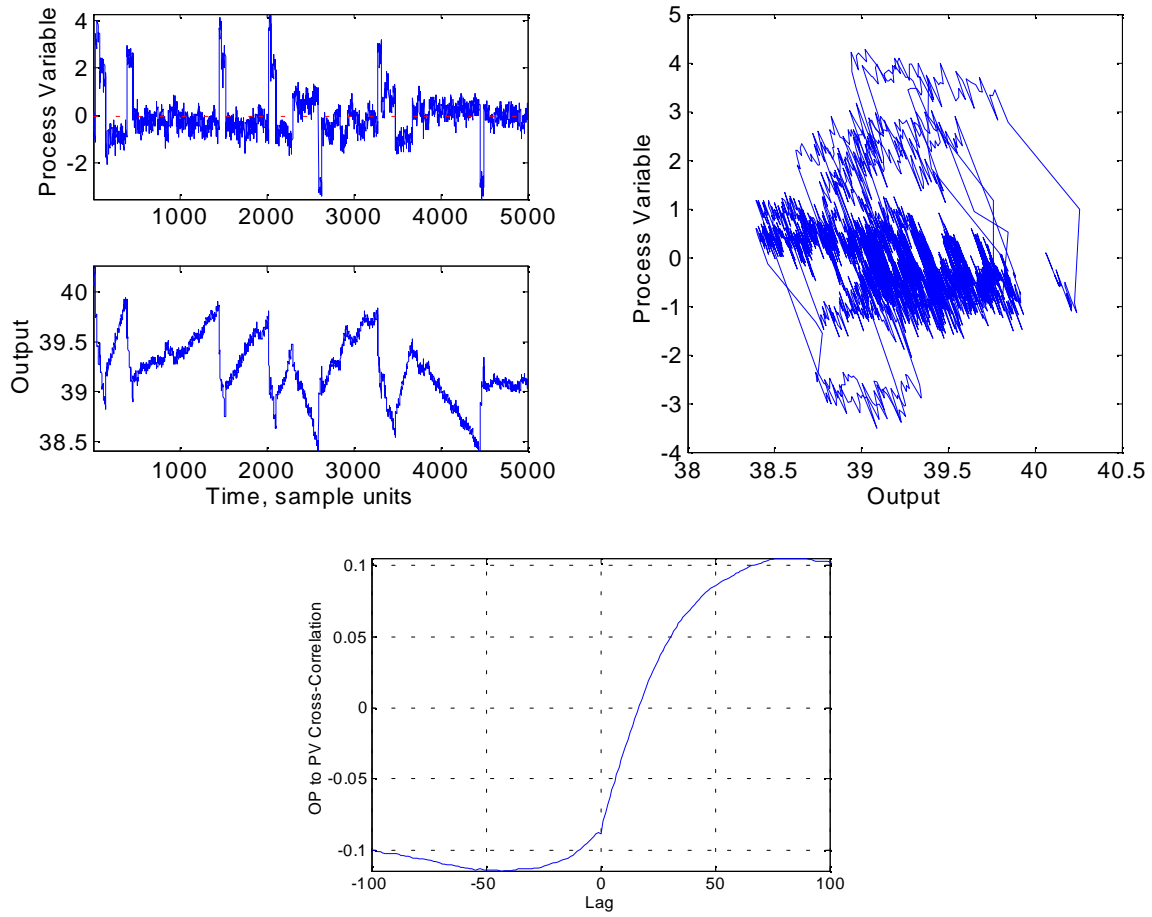 4
2
0
-2
Process Variable
1000 2000 3000 4000 5000
40
39.5
39
38.5
Output
1000 2000 3000 4000 5000
Time, sample units
5
4
3
2
1
0
-1
-2
-3
-4
Process Variable
38 38.5 39 39.5 40 40.5
Output
0.1
0.05
0
-0.05
-0.1
OP to PV Cross-Correlation
-100 -50 0 50 100
Lag